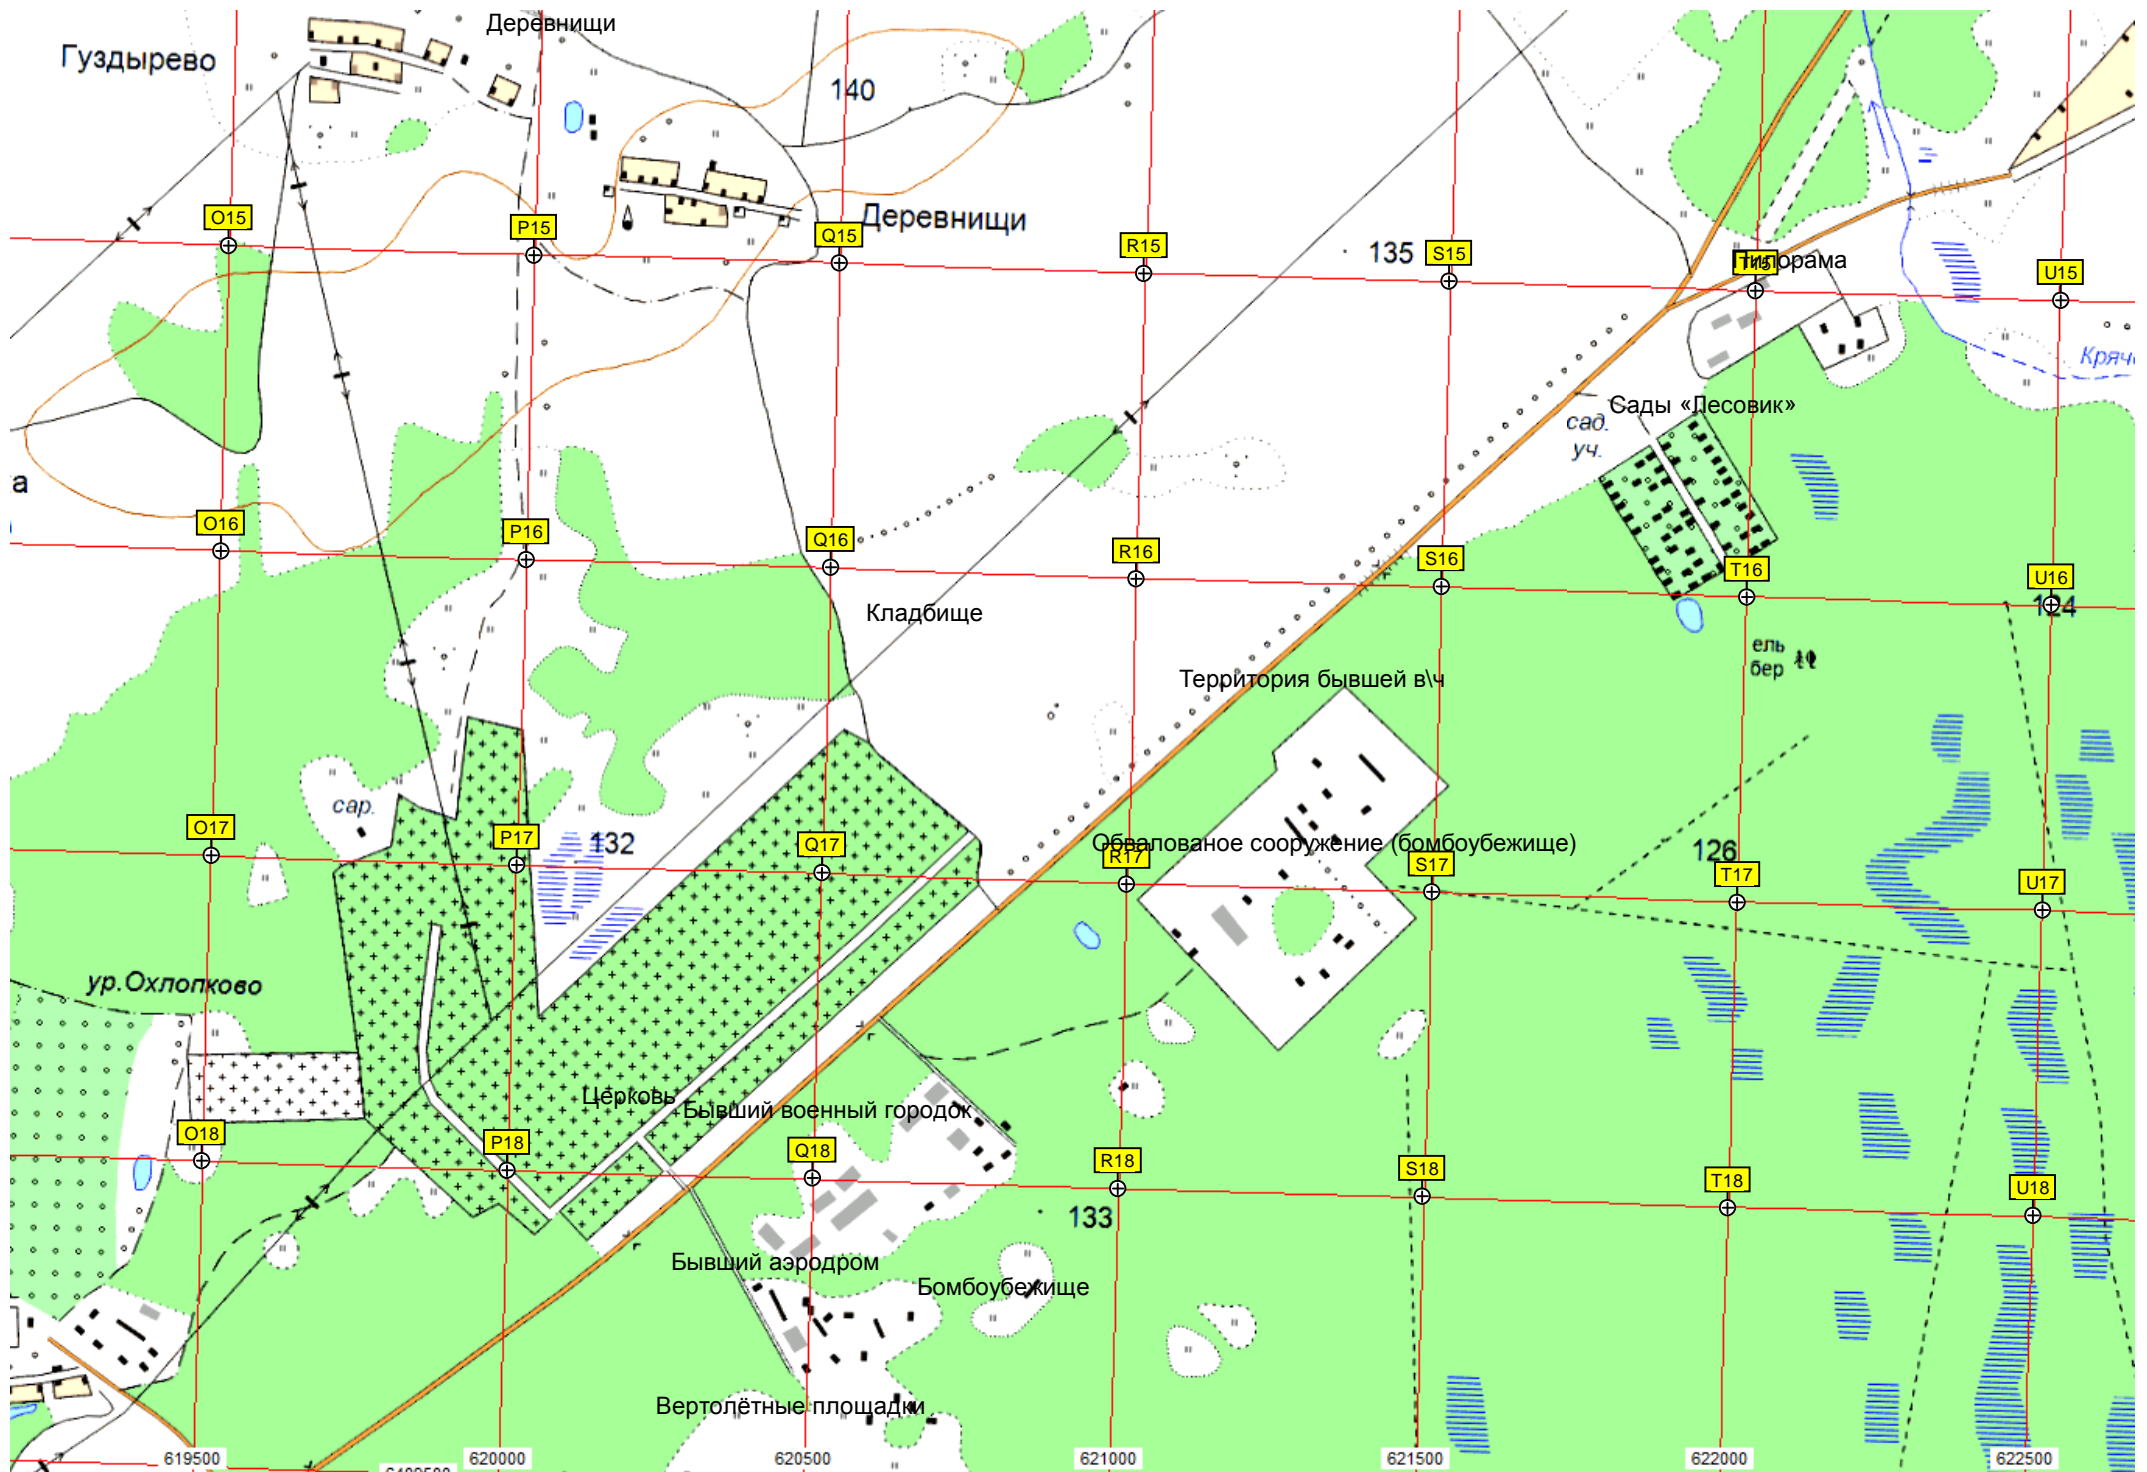 Деревнищи
Гуздырево
140
O15
P15
Q15
Деревнищи
R15
135
S15
Пилорама
U15
Сады «Лесовик»
сад.
уч.
а
O16
P16
Q16
R16
S16
T16
U16
124
Кладбище
ель
бер
Территория бывшей в\ч
сар.
O17
P17
132
Q17
Обвалованое сооружение (бомбоубежище)
R17
S17
126
T17
U17
ур.Охлопково
Церковь
Бывший военный городок
O18
P18
Q18
R18
S18
T18
U18
133
Бывший аэродром
Бомбоубежище
Вертолётные площадки
619500
620000
620500
621000
621500
622000
622500